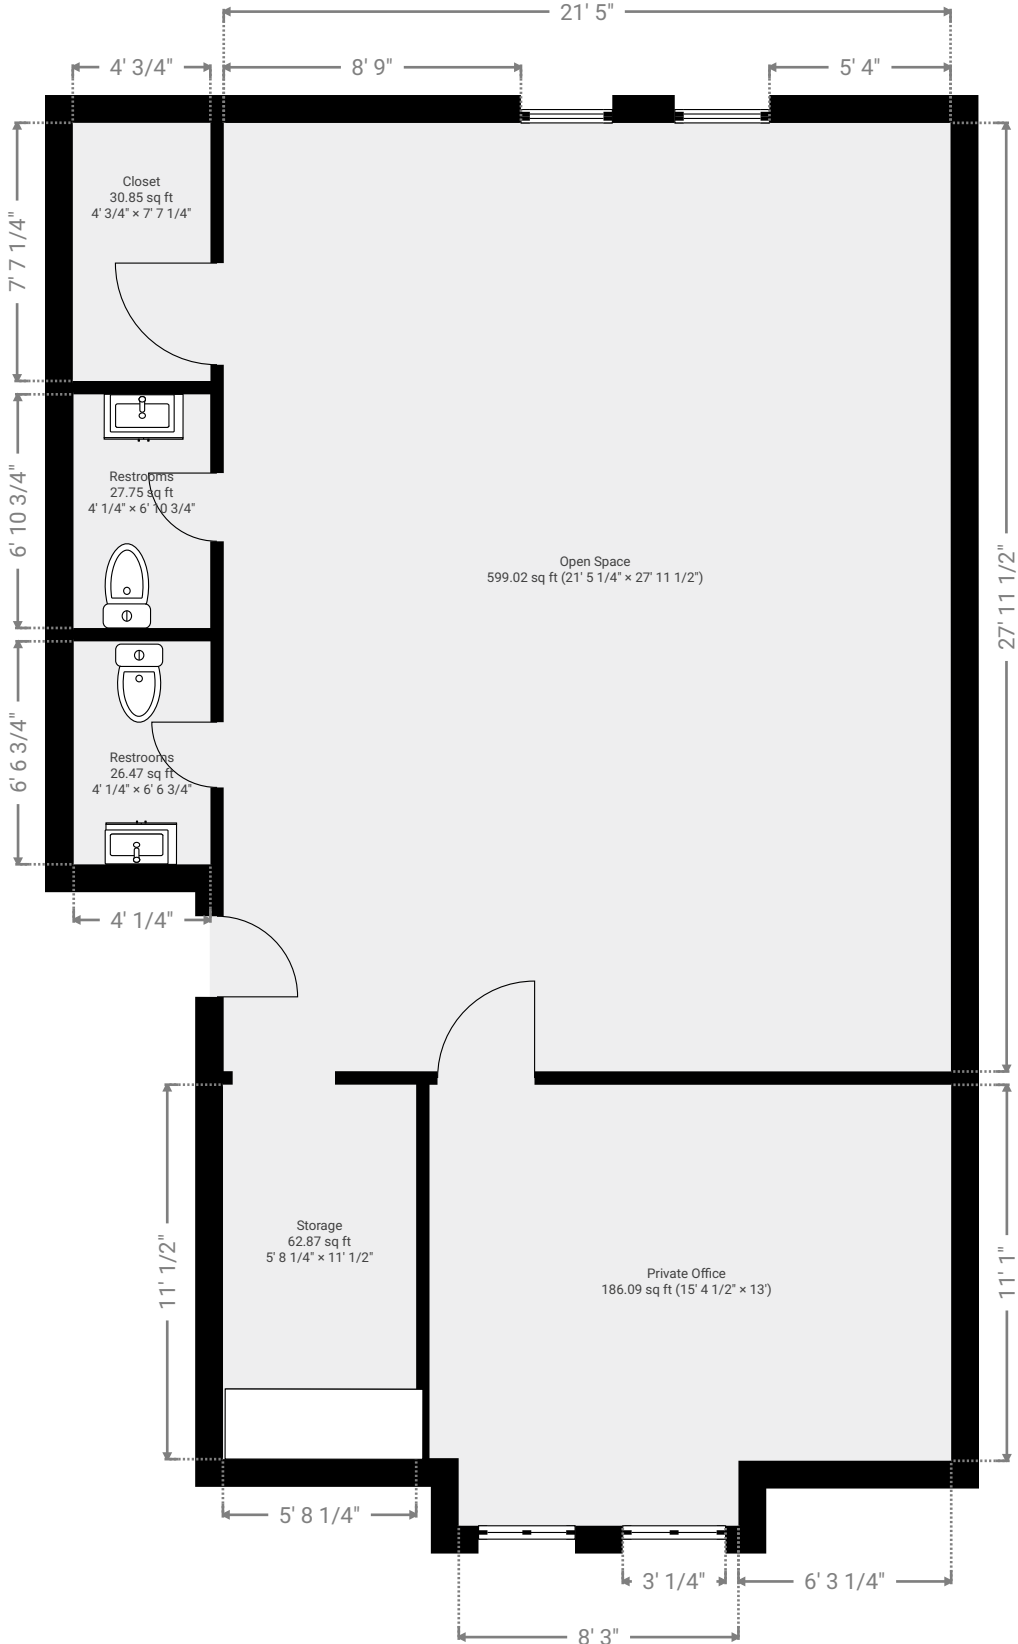 21' 5"
4' 3/4"
8' 9"
5' 4"
Closet
30.85 sq ft
4' 3/4" × 7' 7 1/4"
7' 7 1/4"
Restrooms
27.75 sq ft
4' 1/4" × 6' 10 3/4"
6' 10 3/4"
Open Space
599.02 sq ft (21' 5 1/4" × 27' 11 1/2")
27' 11 1/2"
Restrooms
26.47 sq ft
4' 1/4" × 6' 6 3/4"
6' 6 3/4"
4' 1/4"
Storage
62.87 sq ft
5' 8 1/4" × 11' 1/2"
11' 1/2"
Private Office
186.09 sq ft (15' 4 1/2" × 13')
11' 1"
5' 8 1/4"
3' 1/4"
6' 3 1/4"
8' 3"